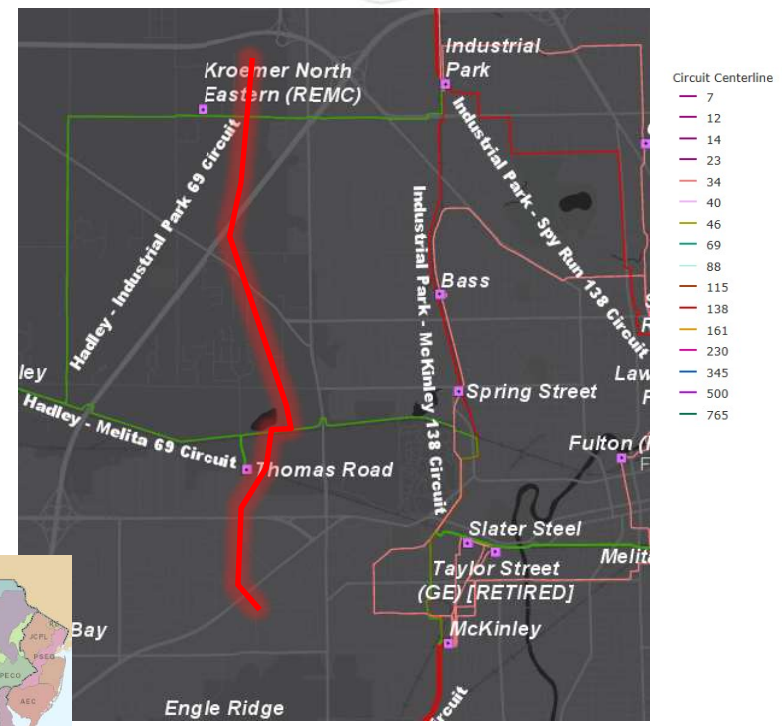 Industrial
Park
Kroemer North
Eastern (REMC)
Hadley - Industrial Park 69 Circuit
Industrial Park - Spy Run 138 Circuit
Industrial Park - McKinley 138 Circuit
Bass
Spring Street
ley
Hadley - Melita 69 Circuit
Thomas Road
Law
Fulton (
F
Slater Steel
Taylor Street
(GE) [RETIRED]
Melit
McKinley
Bay
Engle Ridge
rcuit
Circuit Centerline
7
12
14
23
34
40
46
69
88
115
138
161
230
345
500
765
JCPL
PSEG
PECO
AEC